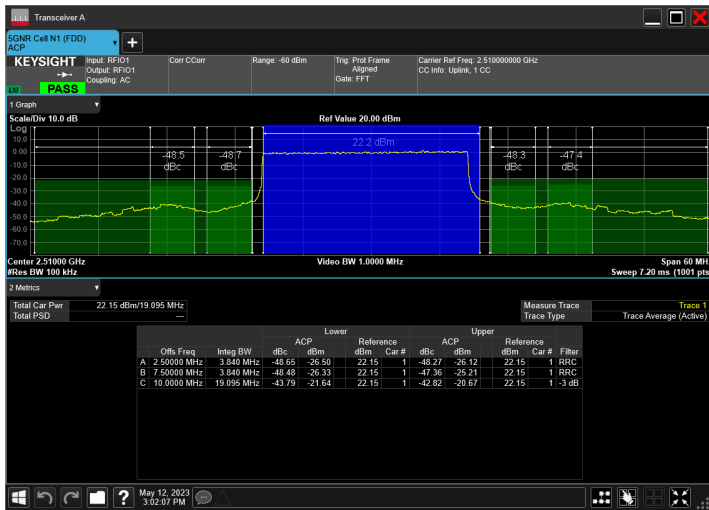 Transceiver A
5GNR Cell N1 (FDD)
ACP
KEYSIGHT
LXI
PASS
Input: RFIO1
Output: RFIO1
Coupling: AC
Corr CCorr
Range: -60 dBm
Trig: Prot Frame
Aligned
Gate: FFT
Carrier Ref Freq: 2.510000000 GHz
CC Info: Uplink, 1 CC
1 Graph
Scale/Div 10.0 dB
Ref Value 20.00 dBm
Log
10.0
0.00
-10.0
-20.0
-30.0
-40.0
-50.0
-60.0
-70.0
-48.5
dBc
-48.7
dBc
22.2 dBm
-48.3
dBc
-47.4
dBc
Center 2.51000 GHz
Video BW 1.0000 MHz
Span 60 MH
#Res BW 100 kHz
Sweep 7.20 ms (1001 pts
2 Metrics
Total Car Pwr 22.15 dBm/19.095 MHz
Total PSD ---
Measure Trace Trace 1
Trace Type Trace Average (Active)
Lower Upper
ACP Reference ACP Reference
Offs Freq Integ BW dBc dBm dBm Car # dBc dBm dBm Car # Filter
A 2.50000 MHz 3.840 MHz -48.65 -26.50 22.15 1 -48.27 -26.12 22.15 1 RRC
B 7.50000 MHz 3.840 MHz -48.48 -26.33 22.15 1 -47.36 -25.21 22.15 1 RRC
C 10.0000 MHz 19.095 MHz -43.79 -21.64 22.15 1 -42.82 -20.67 22.15 1 -3 dB
May 12, 2023
3:02:07 PM